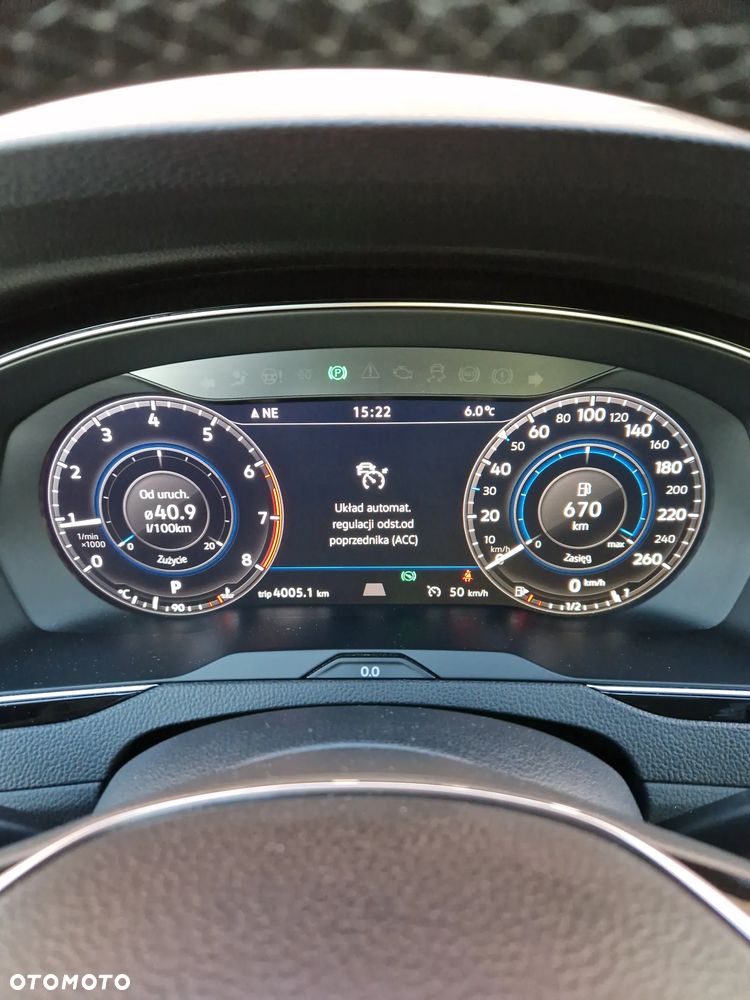 NE 15:22 6.0°C
0 1 2 3 4 5 6 7 8
1/min
×1000
Od uruch.
ø40.9
l/100km
0 20
Zużycie
P
°C 90
Układ automat.
regulacji odst.od
poprzednika (ACC)
0 10 20 30 40 50 60 80 100 120 140 160 180 200 220 240 260
km/h
670
km
0 max
Zasięg
0 km/h
1/2
trip 4005.1 km
50 km/h
0.0
OTOMOTO